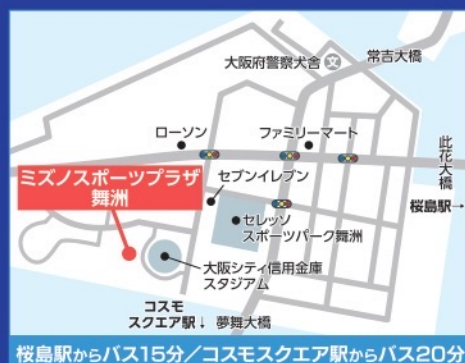 常吉大橋
大阪府警察犬舎
文
ローソン
ファミリーマート
此花大橋
ミズノスポーツプラザ
舞洲
セブンイレブン
桜島駅→
セレッソ
スポーツパーク舞洲
大阪シティ信用金庫
スタジアム
コスモ
スクエア駅↓
夢舞大橋
桜島駅からバス15分/コスモスクエア駅からバス20分